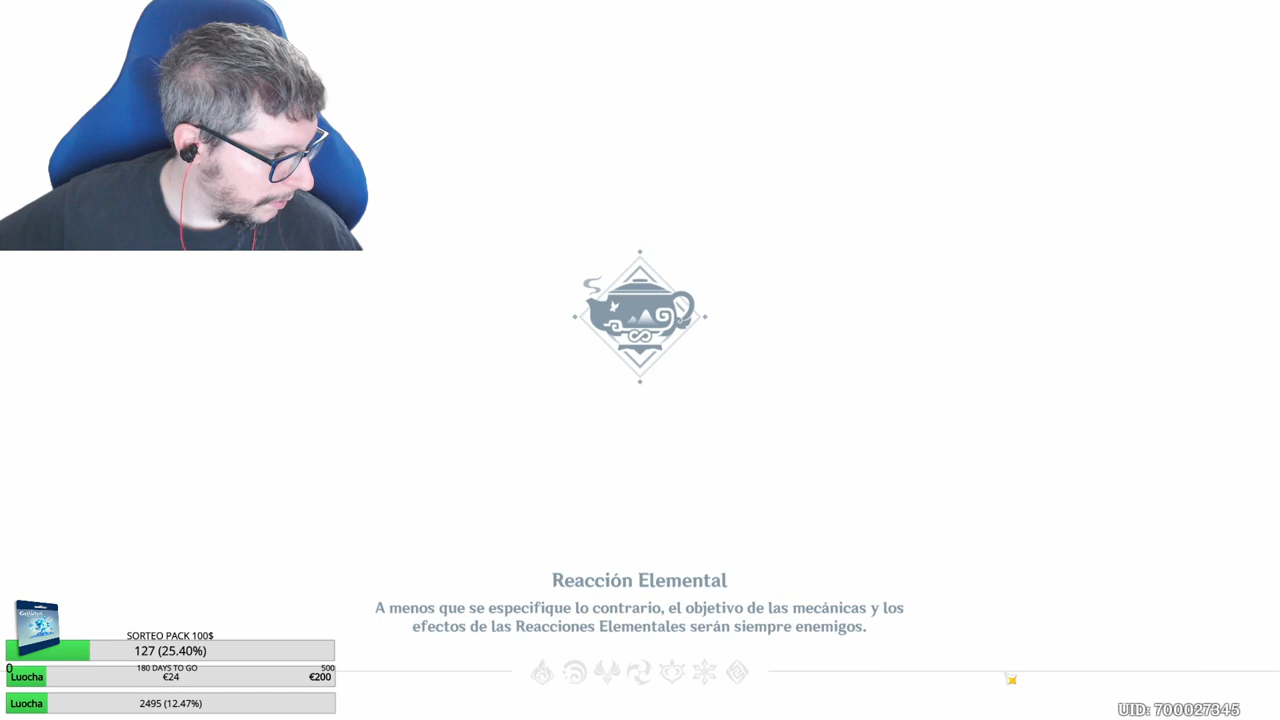 Reacción Elemental
A menos que se especifique lo contrario, el objetivo de las mecánicas y los
efectos de las Reacciones Elementales serán siempre enemigos.
SORTEO PACK 100$
127 (25.40%)
0
180 DAYS TO GO
500
Luocha
€24
€200
Luocha
2495 (12.47%)
UID: 700027345